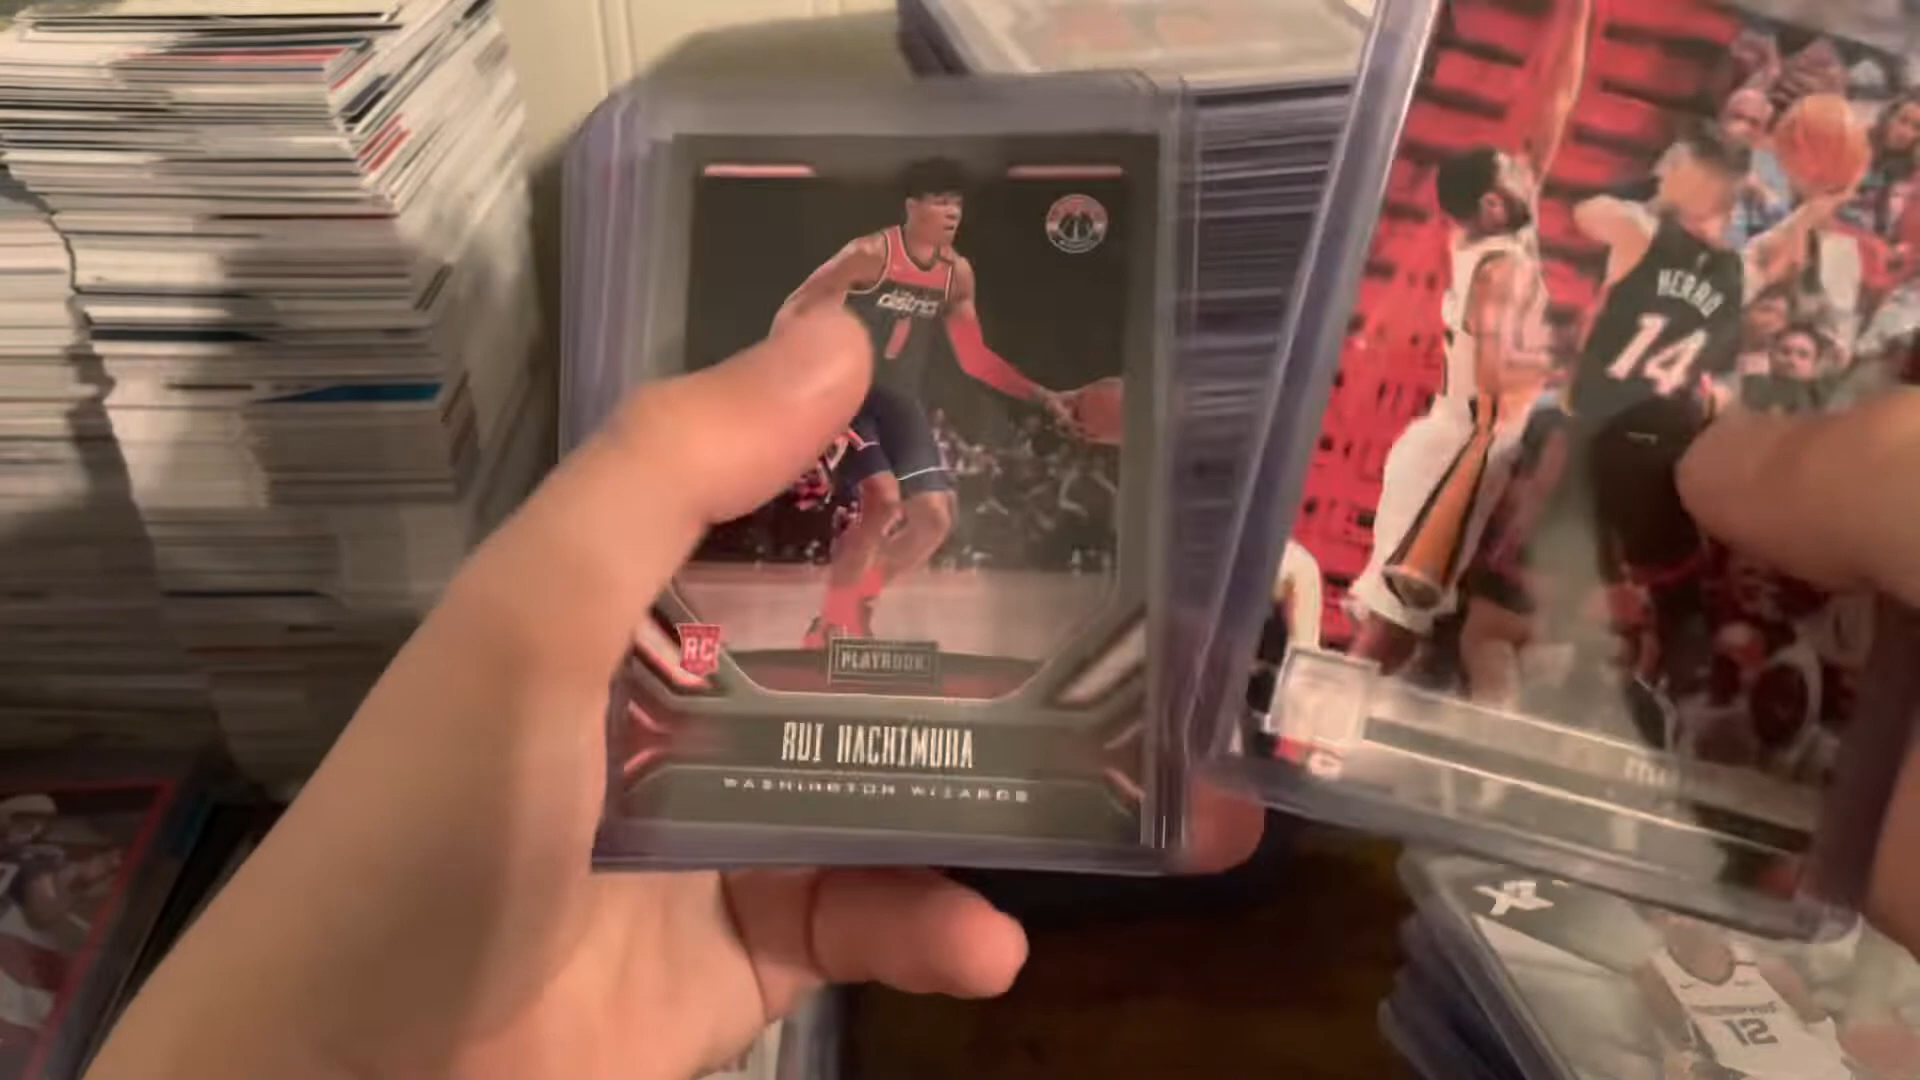 district
RC
PLAYBOOK
RUI HACHIMURA
WASHINGTON WIZARDS
HERRO
14
12